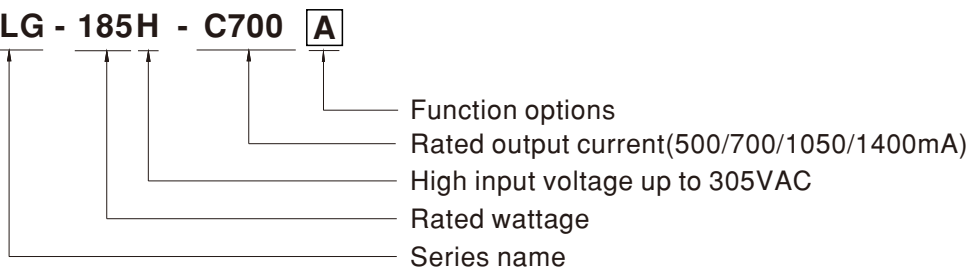 LG - 185H - C700 A
Function options
Rated output current(500/700/1050/1400mA)
High input voltage up to 305VAC
Rated wattage
Series name